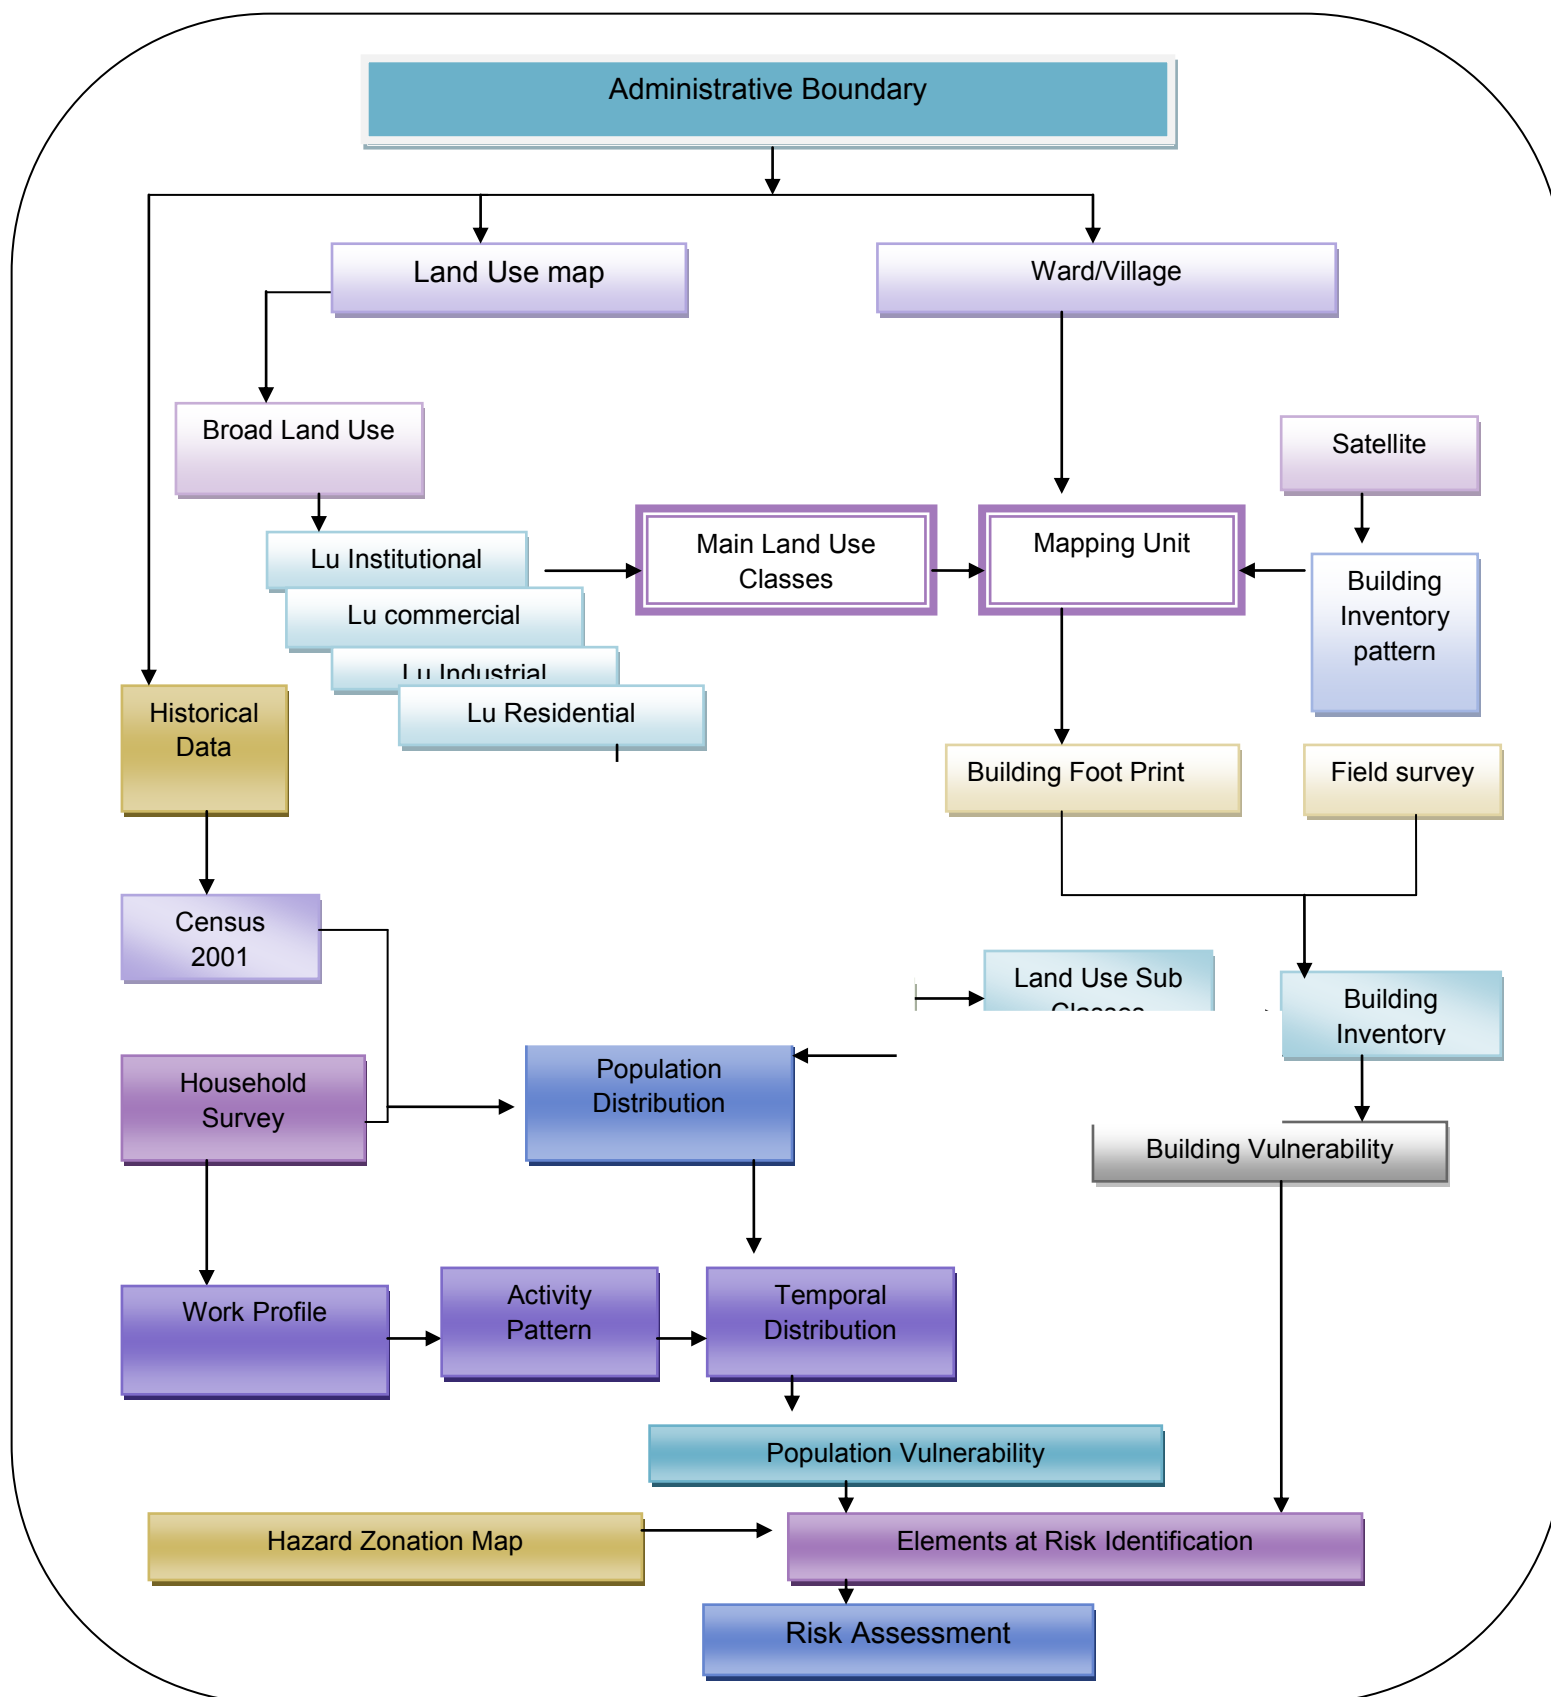 Administrative Boundary
Land Use map
Ward/Village
Broad Land Use
Satellite
Lu Institutional
Main Land Use
Classes
Mapping Unit
Building
Inventory
pattern
Lu commercial
Lu Industrial
Lu Residential
Historical
Data
Building Foot Print
Field survey
Census
2001
Land Use Sub
Classes
Building
Inventory
Household
Survey
Population
Distribution
Building Vulnerability
Work Profile
Activity
Pattern
Temporal
Distribution
Population Vulnerability
Hazard Zonation Map
Elements at Risk Identification
Risk Assessment